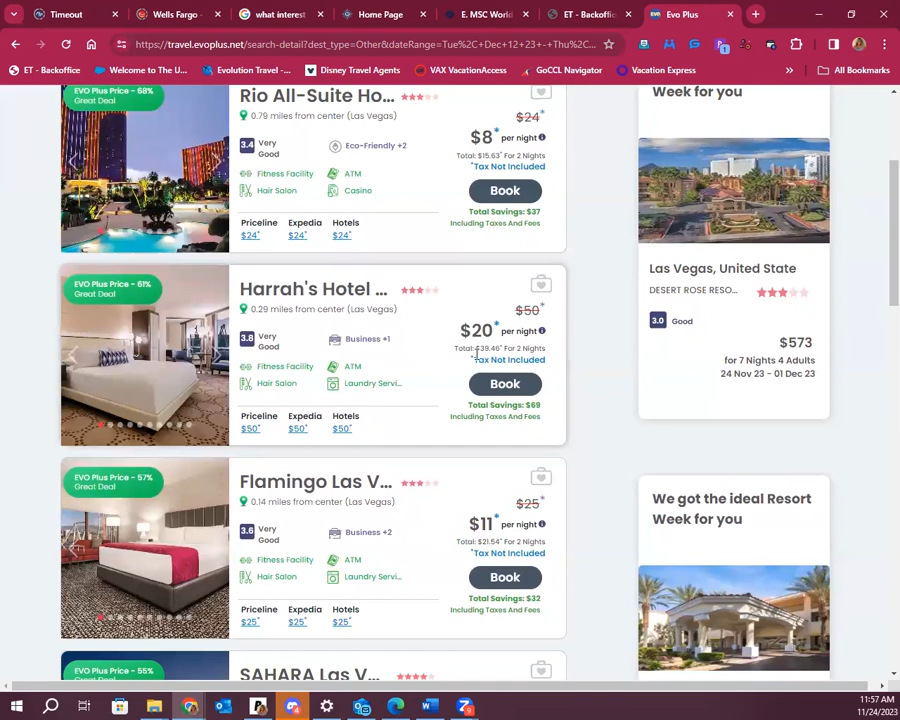 Timeout
Wells Fargo -
what interest
Home Page
E. MSC World
ET - Backoffic
Evo Plus
https://travel.evoplus.net/search-detail?dest_type=Other&dateRange=Tue%2C+Dec+12+23+-+Thu%2C...
ET - Backoffice
Welcome to The U...
Evolution Travel -...
Disney Travel Agents
VAX VacationAccess
GoCCL Navigator
Vacation Express
»
All Bookmarks
EVO Plus Price - 68%
Great Deal
Rio All-Suite Ho...
0.79 miles from center (Las Vegas)
3.4 Very Good
Eco-Friendly +2
Fitness Facility
ATM
Hair Salon
Casino
Priceline Expedia Hotels
$24* $24* $24*
$24*
$8* per night
Total: $15.63* For 2 Nights
*Tax Not Included
Book
Total Savings: $37
Including Taxes And Fees
EVO Plus Price - 61%
Great Deal
Harrah's Hotel ...
0.29 miles from center (Las Vegas)
3.8 Very Good
Business +1
Fitness Facility
ATM
Hair Salon
Laundry Servi...
Priceline Expedia Hotels
$50* $50* $50*
$50*
$20* per night
Total: $39.46* For 2 Nights
*Tax Not Included
Book
Total Savings: $69
Including Taxes And Fees
EVO Plus Price - 57%
Great Deal
Flamingo Las V...
0.14 miles from center (Las Vegas)
3.6 Very Good
Business +2
Fitness Facility
ATM
Hair Salon
Laundry Servi...
Priceline Expedia Hotels
$25* $25* $25*
$25*
$11* per night
Total: $21.54* For 2 Nights
*Tax Not Included
Book
Total Savings: $32
Including Taxes And Fees
EVO Plus Price - 55%
Great Deal
SAHARA Las V...
Week for you
Las Vegas, United State
DESERT ROSE RESO...
3.0 Good
$573
for 7 Nights 4 Adults
24 Nov 23 - 01 Dec 23
We got the ideal Resort
Week for you
11:57 AM
11/24/2023